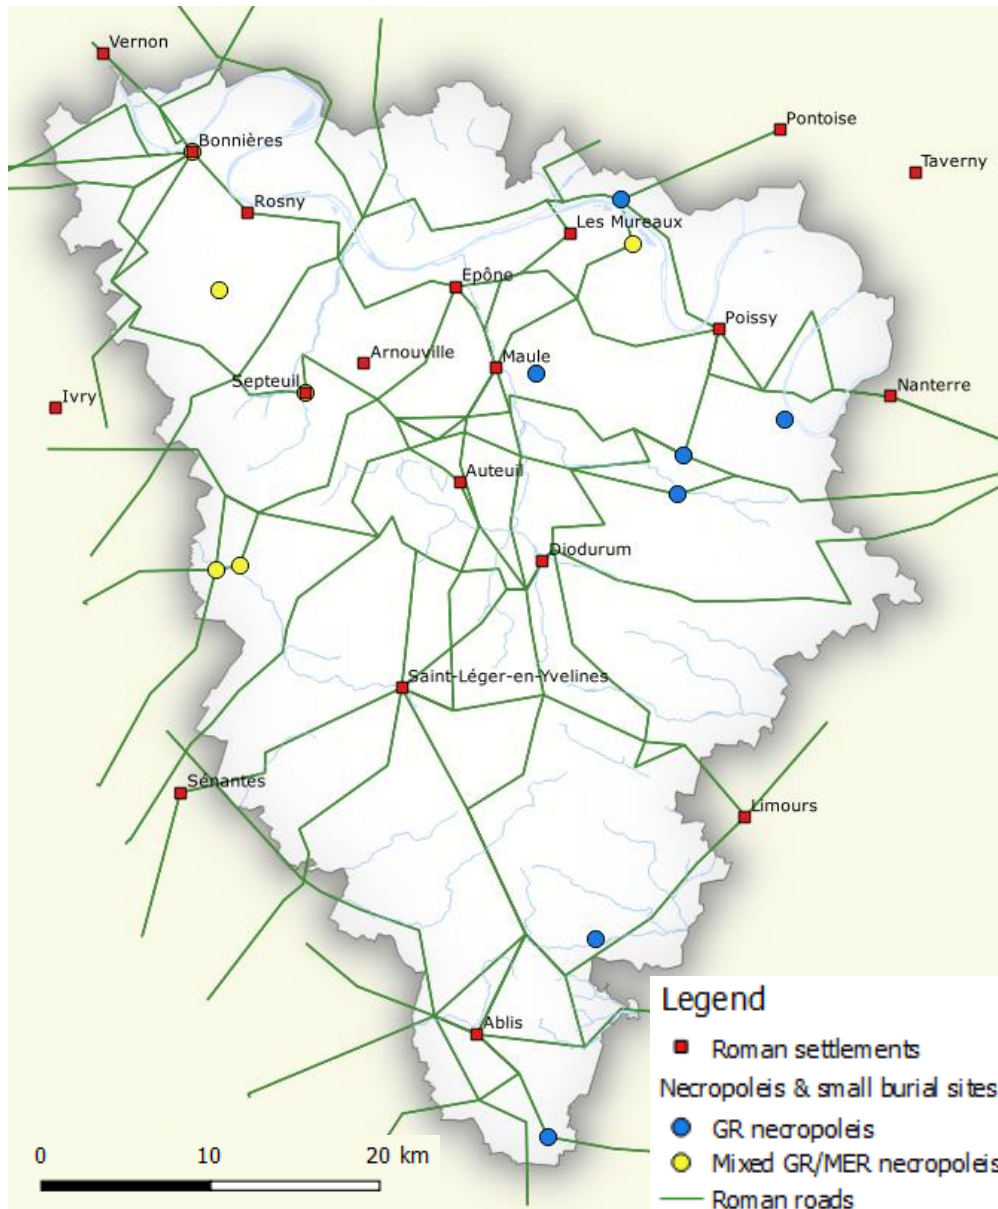 Vernon
Pontoise
Bonnières
Taverny
Rosny
Les Mureaux
Epône
Poissy
Arnouville
Maule
Septeuil
Nanterre
Ivry
Auteuil
Diodurum
Saint-Léger-en-Yvelines
Sénantes
Limours
Ablis
Legend
Roman settlements
Necropoleis & small burial sites
GR necropoleis
Mixed GR/MER necropoleis
Roman roads
0 10 20 km